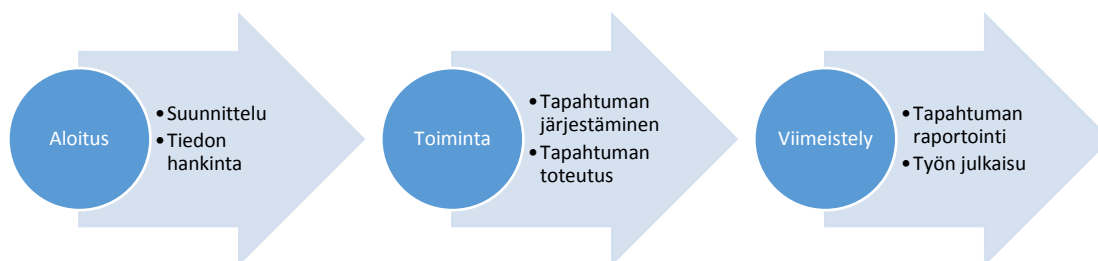 Aloitus
• Suunnittelu
• Tiedon
hankinta
Toiminta
• Tapahtuman
järjestäminen
• Tapahtuman
toteutus
Viimeistely
• Tapahtuman
raportointi
• Työn julkaisu